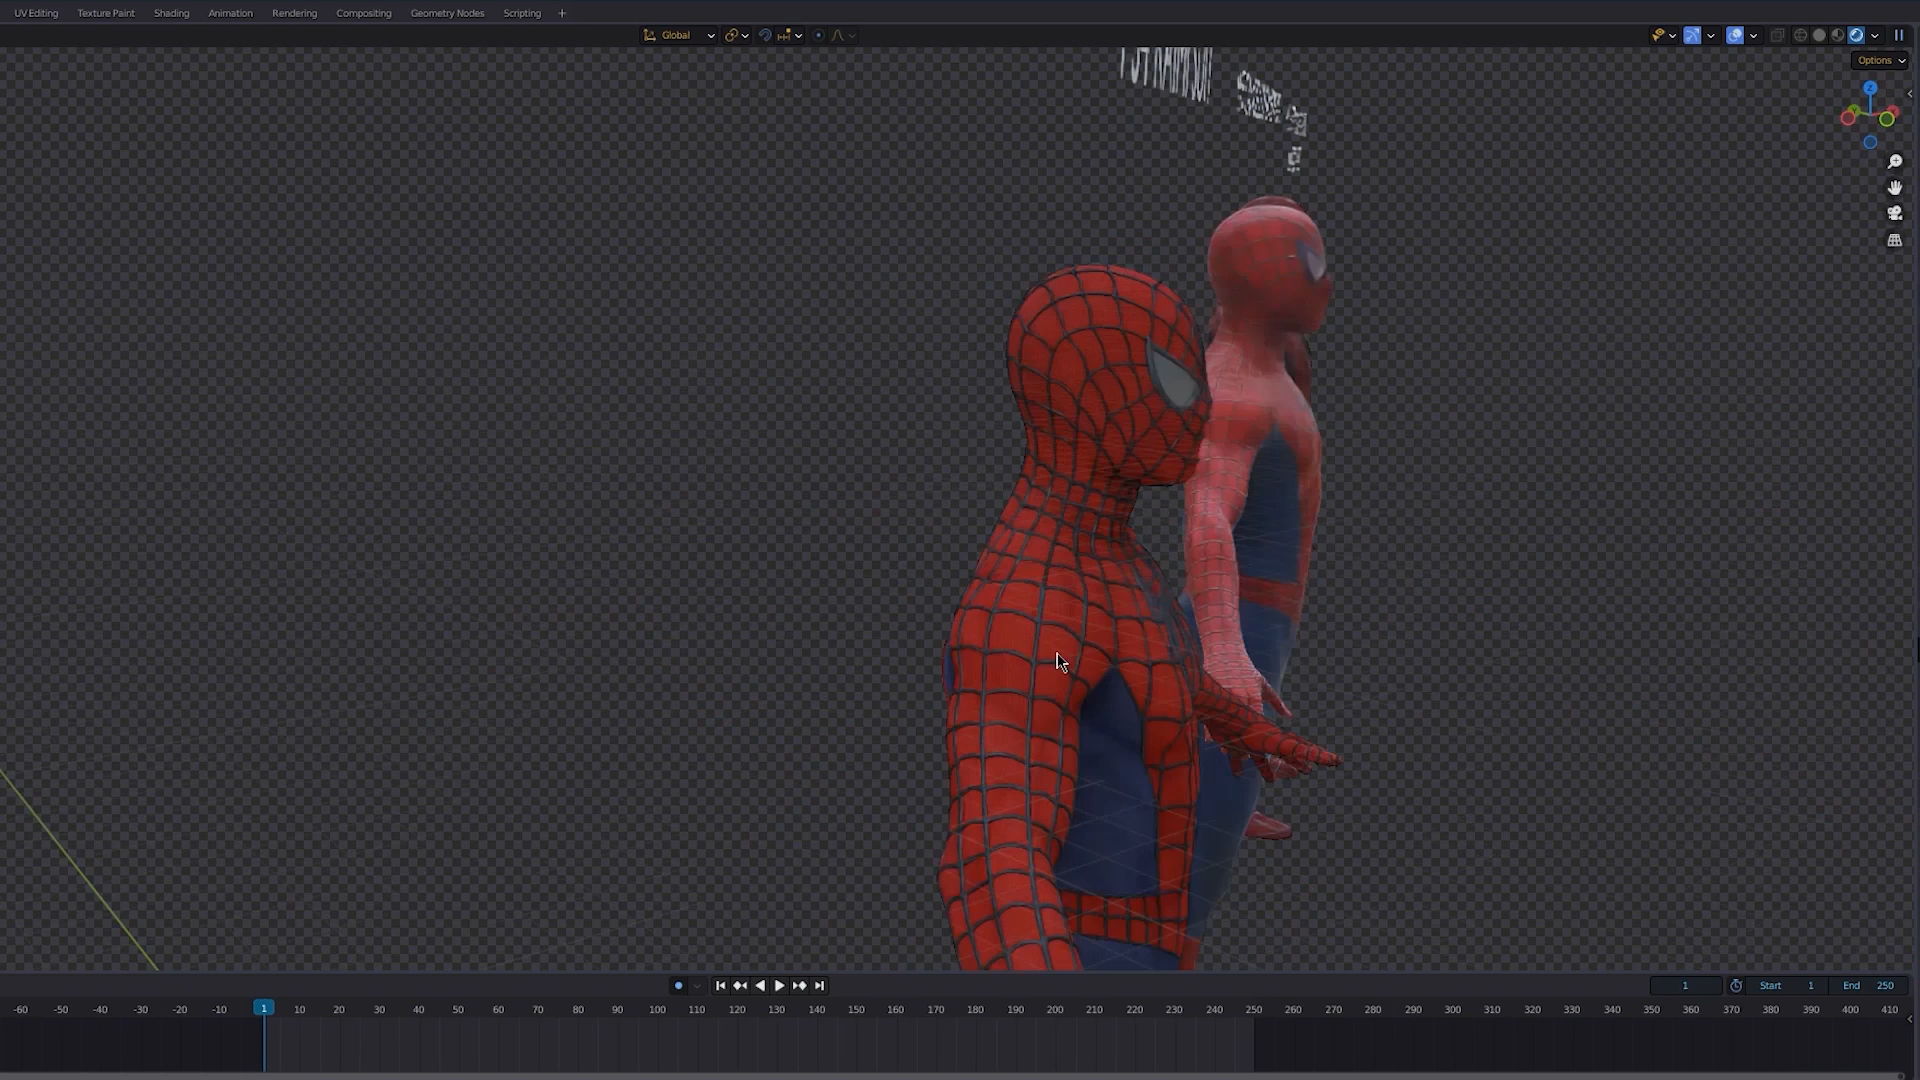 UV Editing Texture Paint Shading Animation Rendering Compositing Geometry Nodes Scripting +
Global
Options
Z
1 Start 1 End 250
-60 -50 -40 -30 -20 -10 1 10 20 30 40 50 60 70 80 90 100 110 120 130 140 150 160 170 180 190 200 210 220 230 240 250 260 270 280 290 300 310 320 330 340 350 360 370 380 390 400 410